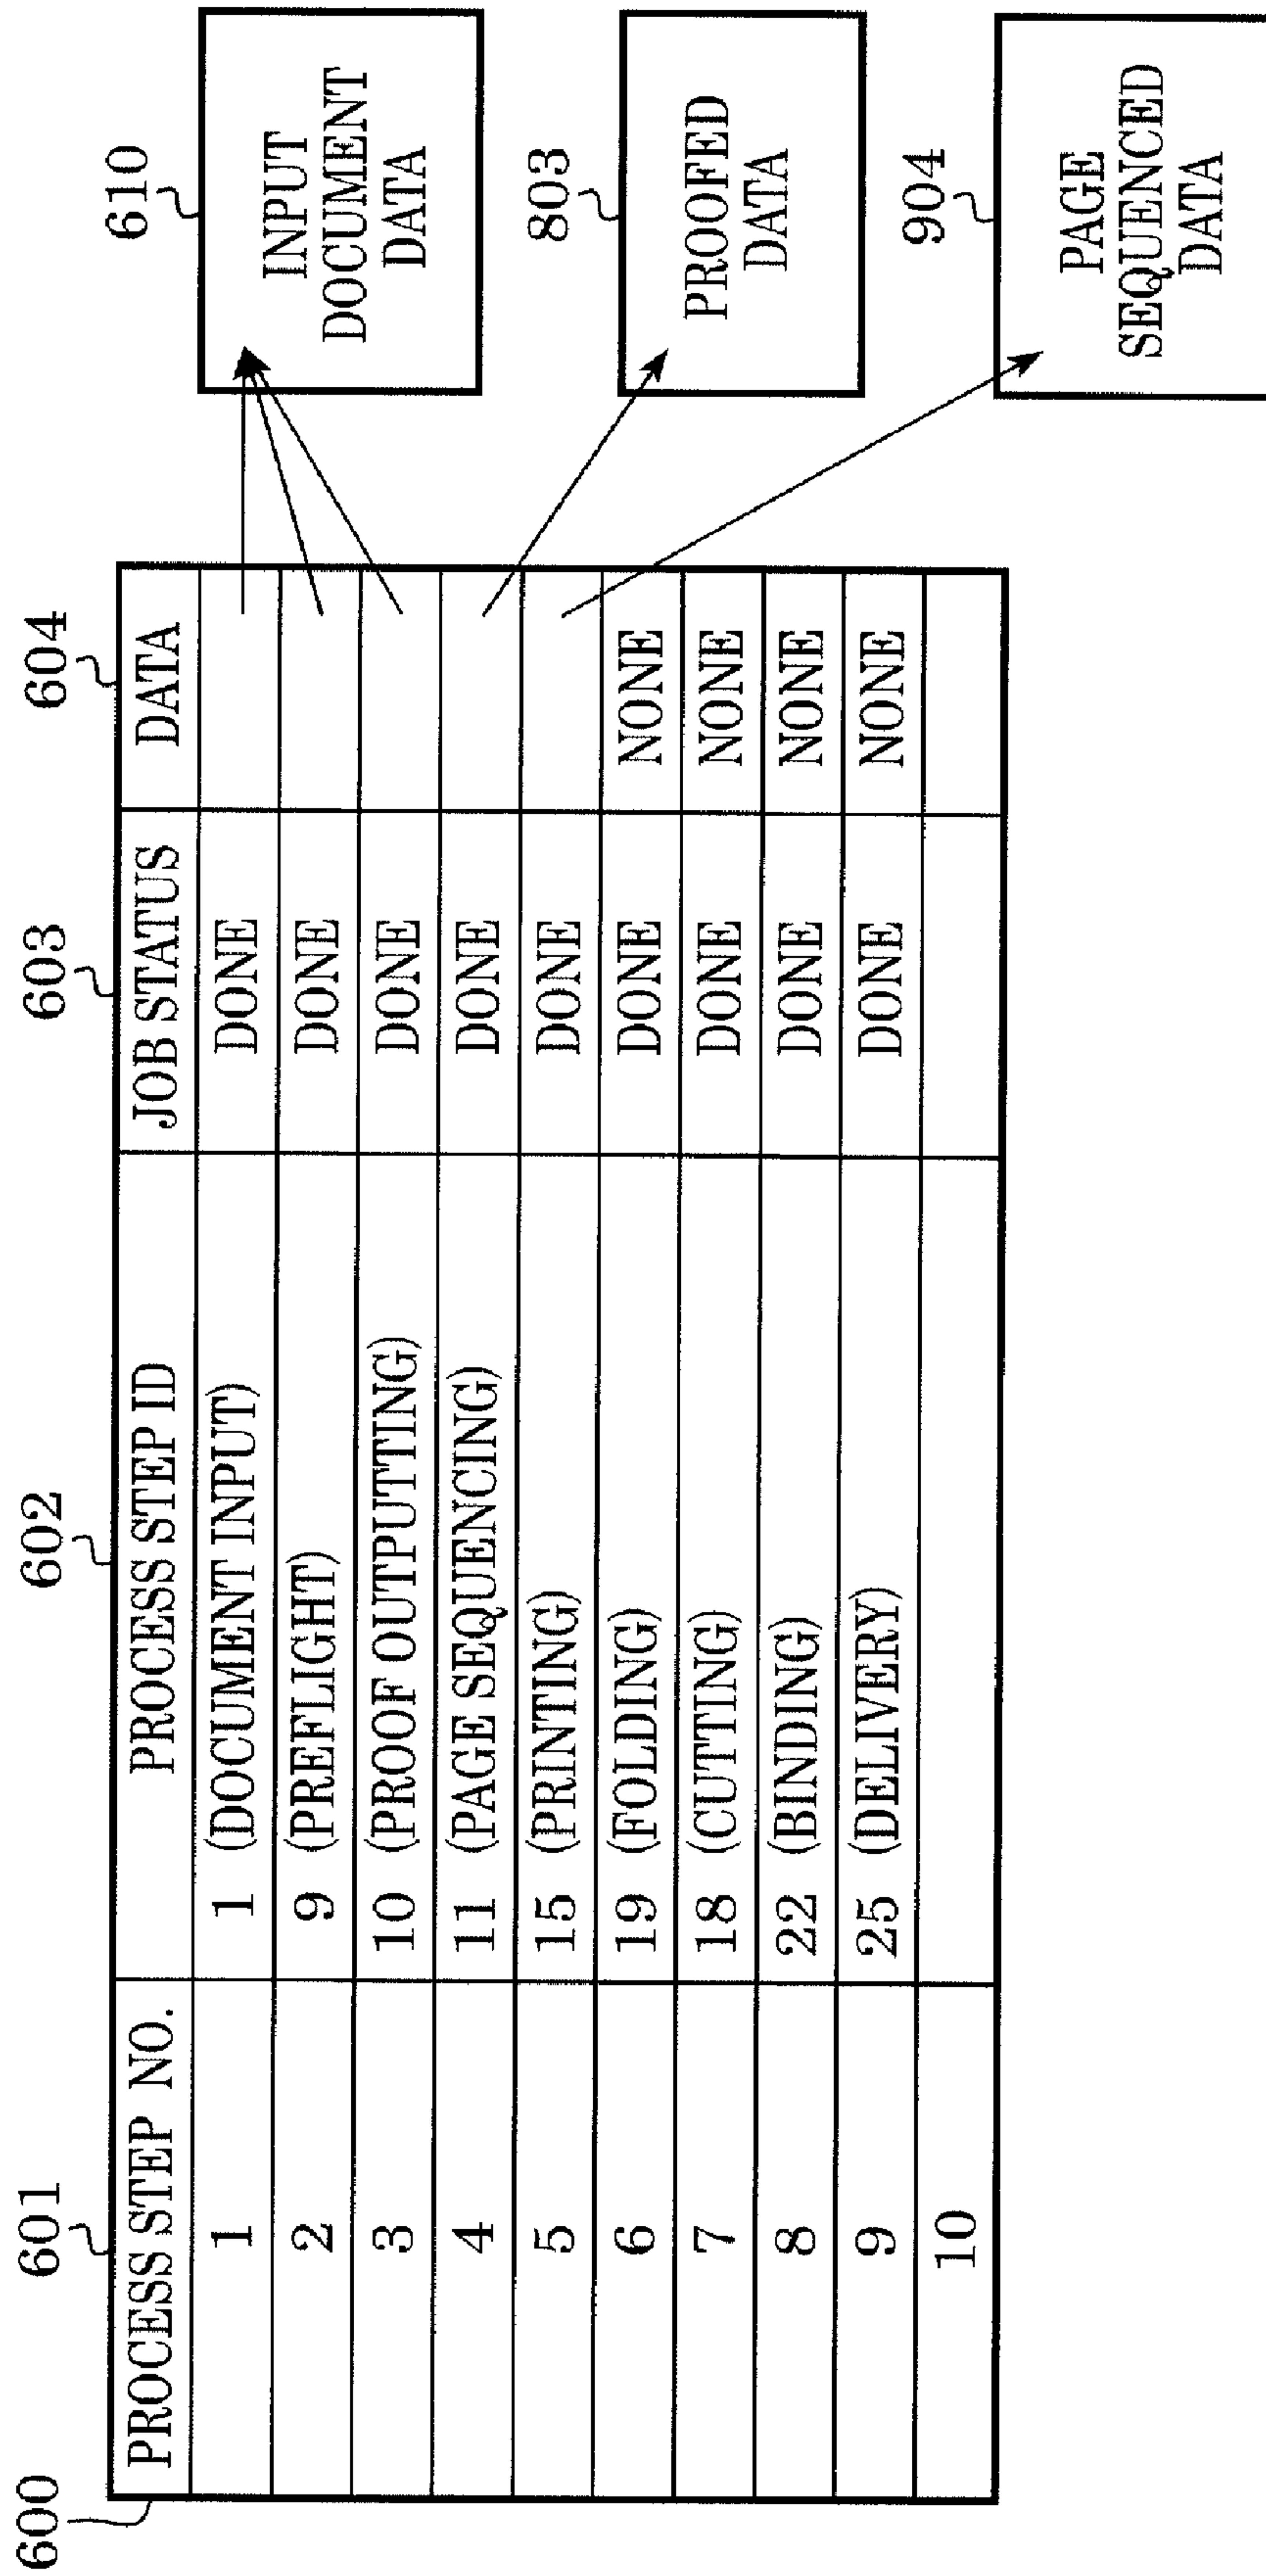 600
601 602 603 604
PROCESS STEP NO. PROCESS STEP ID JOB STATUS DATA
1 1 (DOCUMENT INPUT) DONE
2 9 (PREFLIGHT) DONE
3 10 (PROOF OUTPUTTING) DONE
4 11 (PAGE SEQUENCING) DONE
5 15 (PRINTING) DONE
6 19 (FOLDING) DONE NONE
7 18 (CUTTING) DONE NONE
8 22 (BINDING) DONE NONE
9 25 (DELIVERY) DONE NONE
10
610
INPUT
DOCUMENT
DATA
803
PROOFED
DATA
904
PAGE
SEQUENCED
DATA